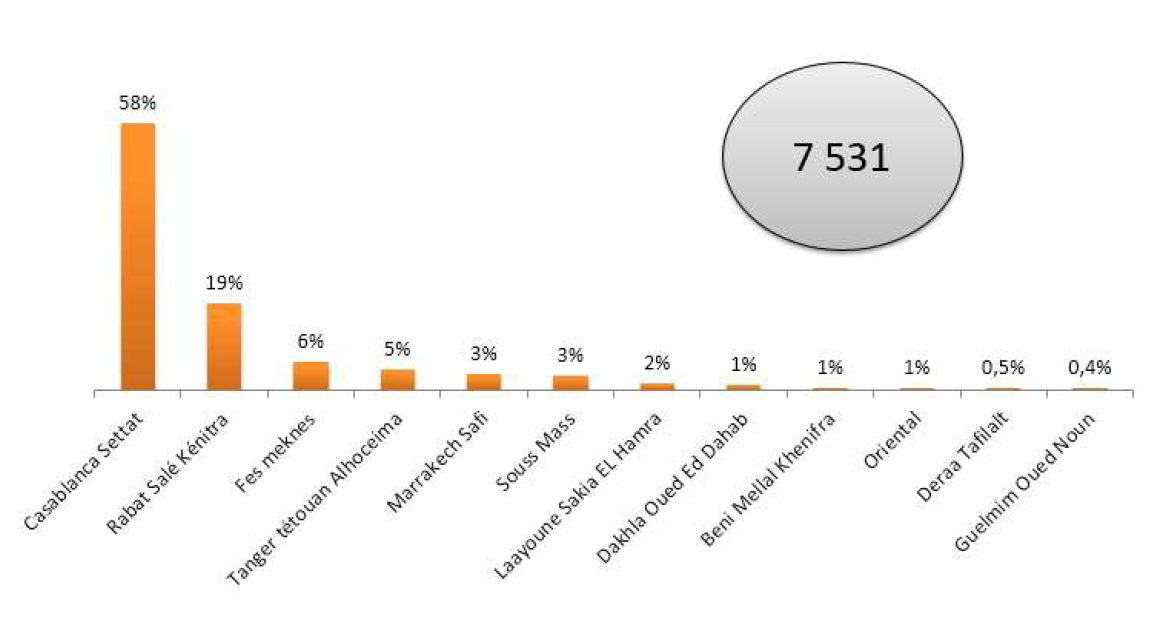 58%
7 531
19%
6%
5%
3%
3%
2%
1%
1%
1%
0,5%
0,4%
Casablanca Settat
Rabat Salé Kénitra
Fes meknes
Tanger tétouan Alhoceima
Marrakech Safi
Souss Mass
Laayoune Sakia EL Hamra
Dakhla Oued Ed Dahab
Beni Mellal Khenifra
Oriental
Deraa Tafilalt
Guelmim Oued Noun